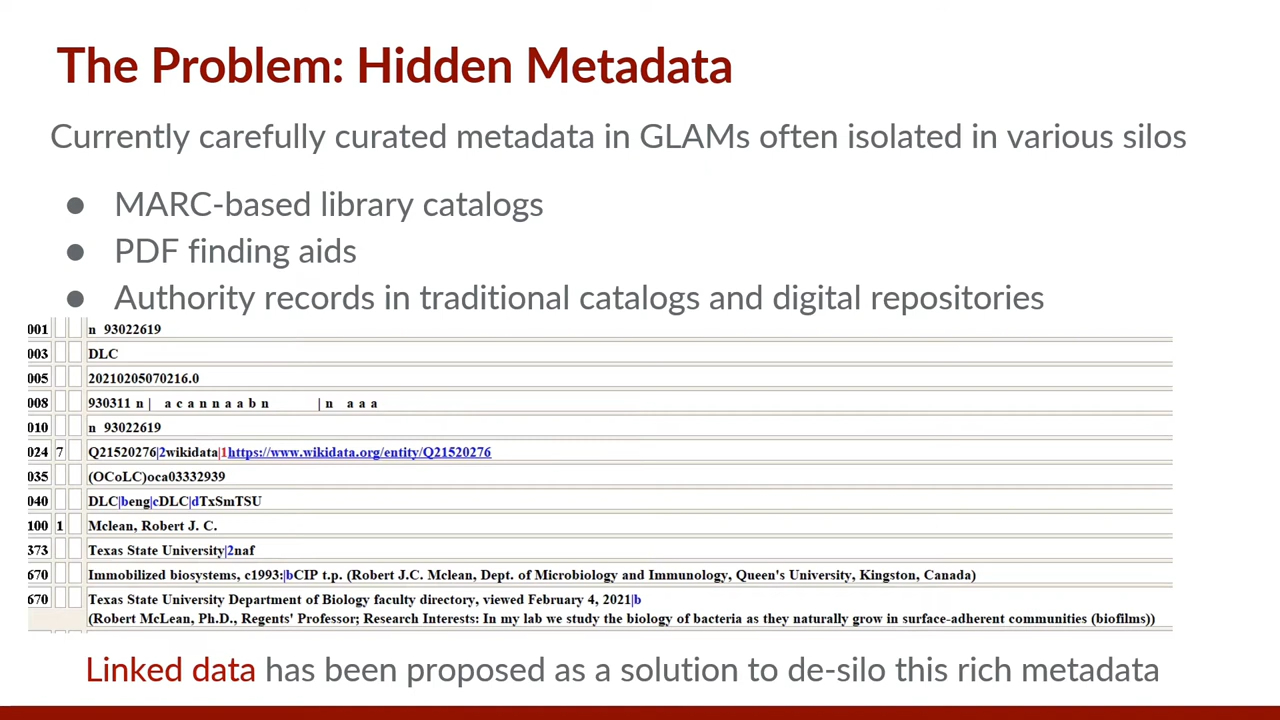 The Problem: Hidden Metadata
Currently carefully curated metadata in GLAMs often isolated in various silos
● MARC-based library catalogs
● PDF finding aids
● Authority records in traditional catalogs and digital repositories
001 n 93022619
003 DLC
005 20210205070216.0
008 930311 n | a c a n n a a b n | n a a a
010 n 93022619
024 7 Q21520276|2wikidata|1https://www.wikidata.org/entity/Q21520276
035 (OCoLC)oca03332939
040 DLC|beng|cDLC|dTxSmTSU
100 1 Mclean, Robert J. C.
373 Texas State University|2naf
670 Immobilized biosystems, c1993:|bCIP t.p. (Robert J.C. Mclean, Dept. of Microbiology and Immunology, Queen's University, Kingston, Canada)
670 Texas State University Department of Biology faculty directory, viewed February 4, 2021|b
(Robert McLean, Ph.D., Regents' Professor; Research Interests: In my lab we study the biology of bacteria as they naturally grow in surface-adherent communities (biofilms))
Linked data has been proposed as a solution to de-silo this rich metadata